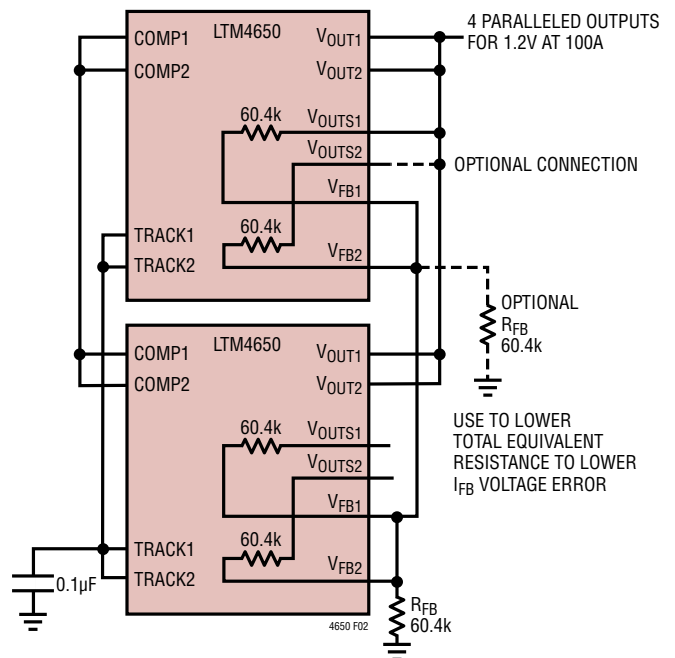 4 PARALLELED OUTPUTS
FOR 1.2V AT 100A
LTM4650
COMP1
COMP2
VOUT1
VOUT2
60.4k
VOUTS1
VOUTS2
OPTIONAL CONNECTION
VFB1
60.4k
TRACK1
TRACK2
VFB2
OPTIONAL
RFB
60.4k
LTM4650
COMP1
COMP2
VOUT1
VOUT2
USE TO LOWER
TOTAL EQUIVALENT
RESISTANCE TO LOWER
IFB VOLTAGE ERROR
60.4k
VOUTS1
VOUTS2
VFB1
60.4k
TRACK1
TRACK2
VFB2
0.1µF
RFB
60.4k
4650 F02